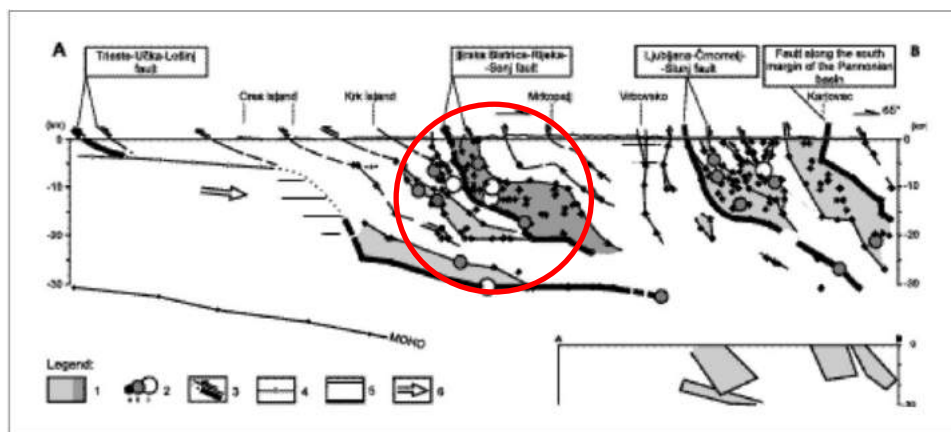 A
B
Trieste-Učka-Lošinj
fault
Ilirska Bistrica-Rijeka-
-Senj fault
Ljubljana-Črnomelj-
-Slunj fault
Fault along the south
margin of the Pannonian
basin
Cres Island
Krk Island
Mrkopalj
Vrbovsko
Karlovac
65°
(km)
(km)
0
0
-10
-10
-20
-20
-30
-30
MOHO
A
B
0
30
Legend:
1
2
3
4
5
6